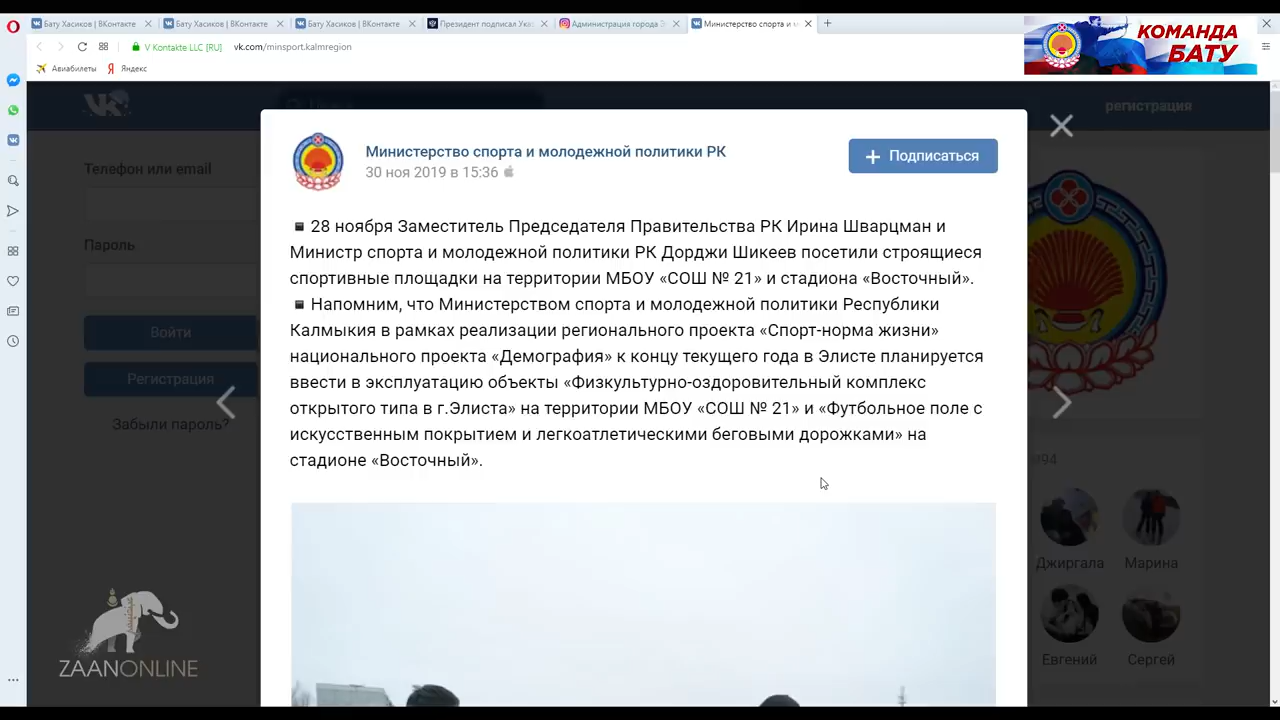 Бату Хасиков | ВКонтакте
Бату Хасиков | ВКонтакте
Бату Хасиков | ВКонтакте
Президент подписал Ука
Администрация города Э
Министерство спорта и м
V Kontakte LLC [RU]
vk.com/minsport.kalmregion
Авиабилеты
Яндекс
КОМАНДА
БАТУ
регистрация
Телефон или email
Пароль
Войти
Регистрация
Забыли пароль?
Министерство спорта и молодежной политики РК
30 ноя 2019 в 15:36
Подписаться
28 ноября Заместитель Председателя Правительства РК Ирина Шварцман и
Министр спорта и молодежной политики РК Дорджи Шикеев посетили строящиеся
спортивные площадки на территории МБОУ «СОШ № 21» и стадиона «Восточный».
Напомним, что Министерством спорта и молодежной политики Республики
Калмыкия в рамках реализации регионального проекта «Спорт-норма жизни»
национального проекта «Демография» к концу текущего года в Элисте планируется
ввести в эксплуатацию объекты «Физкультурно-оздоровительный комплекс
открытого типа в г.Элиста» на территории МБОУ «СОШ № 21» и «Футбольное поле с
искусственным покрытием и легкоатлетическими беговыми дорожками» на
стадионе «Восточный».
Джиргала
Марина
Евгений
Сергей
ZAANONLINE